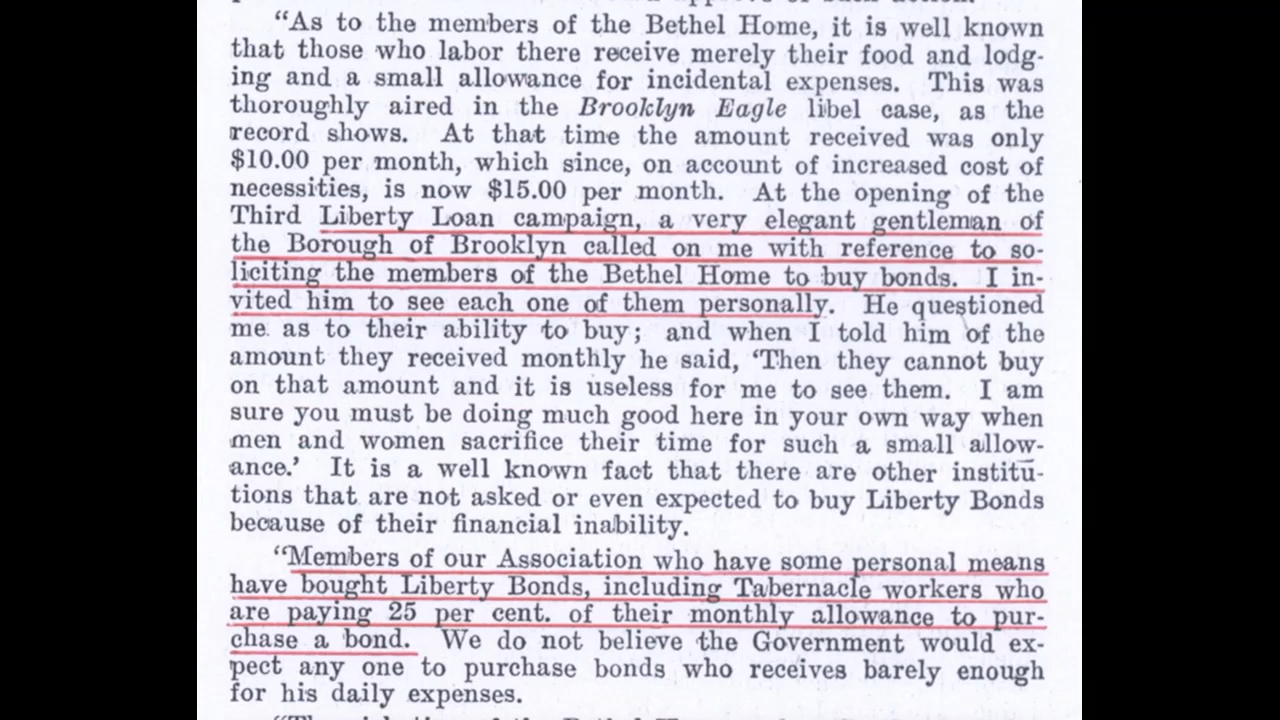 “As to the members of the Bethel Home, it is well known
that those who labor there receive merely their food and lodg-
ing and a small allowance for incidental expenses. This was
thoroughly aired in the Brooklyn Eagle libel case, as the
record shows. At that time the amount received was only
$10.00 per month, which since, on account of increased cost of
necessities, is now $15.00 per month. At the opening of the
Third Liberty Loan campaign, a very elegant gentleman of
the Borough of Brooklyn called on me with reference to so-
liciting the members of the Bethel Home to buy bonds. I in-
vited him to see each one of them personally. He questioned
me as to their ability to buy; and when I told him of the
amount they received monthly he said, ‘Then they cannot buy
on that amount and it is useless for me to see them. I am
sure you must be doing much good here in your own way when
men and women sacrifice their time for such a small allow-
ance.’ It is a well known fact that there are other institu-
tions that are not asked or even expected to buy Liberty Bonds
because of their financial inability.
“Members of our Association who have some personal means
have bought Liberty Bonds, including Tabernacle workers who
are paying 25 per cent. of their monthly allowance to pur-
chase a bond. We do not believe the Government would ex-
pect any one to purchase bonds who receives barely enough
for his daily expenses.